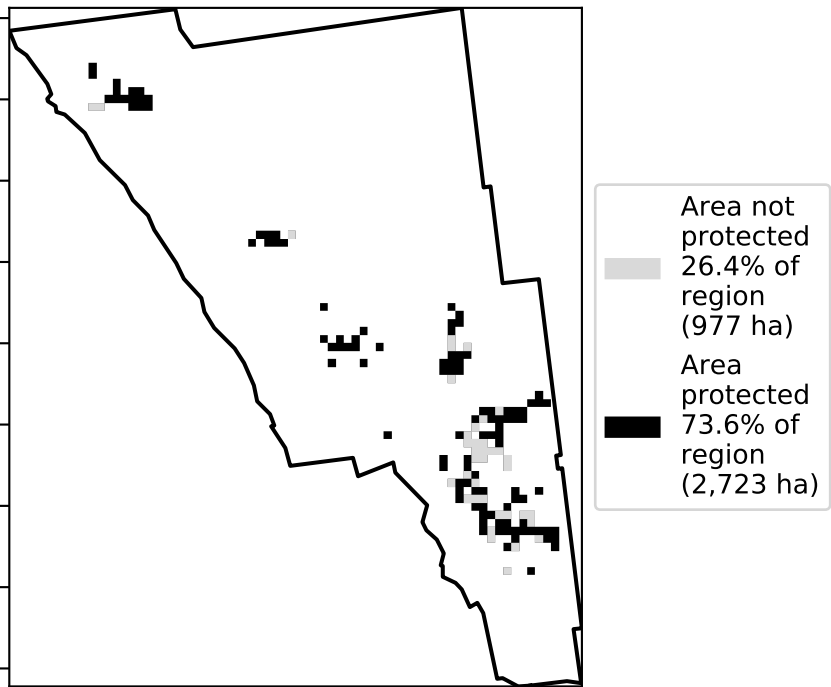 Area not
protected
26.4% of
region
(977 ha)
Area
protected
73.6% of
region
(2,723 ha)